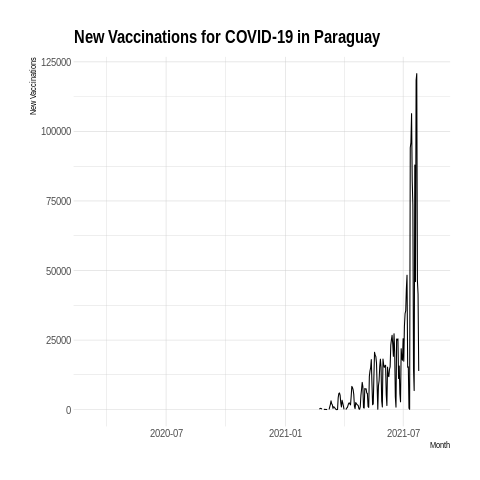 New Vaccinations for COVID-19 in Paraguay
New Vaccinations
125000
100000
75000
50000
25000
0
2020-07 2021-01 2021-07
Month